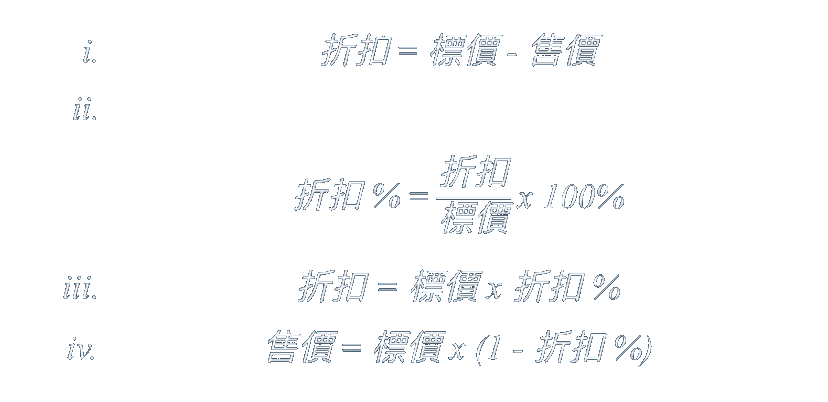 i. 折扣 = 標價 - 售價
ii.
折扣 % = 折扣/標價 x 100%
iii. 折扣 = 標價 x 折扣 %
iv. 售價 = 標價 x (1 - 折扣 %)